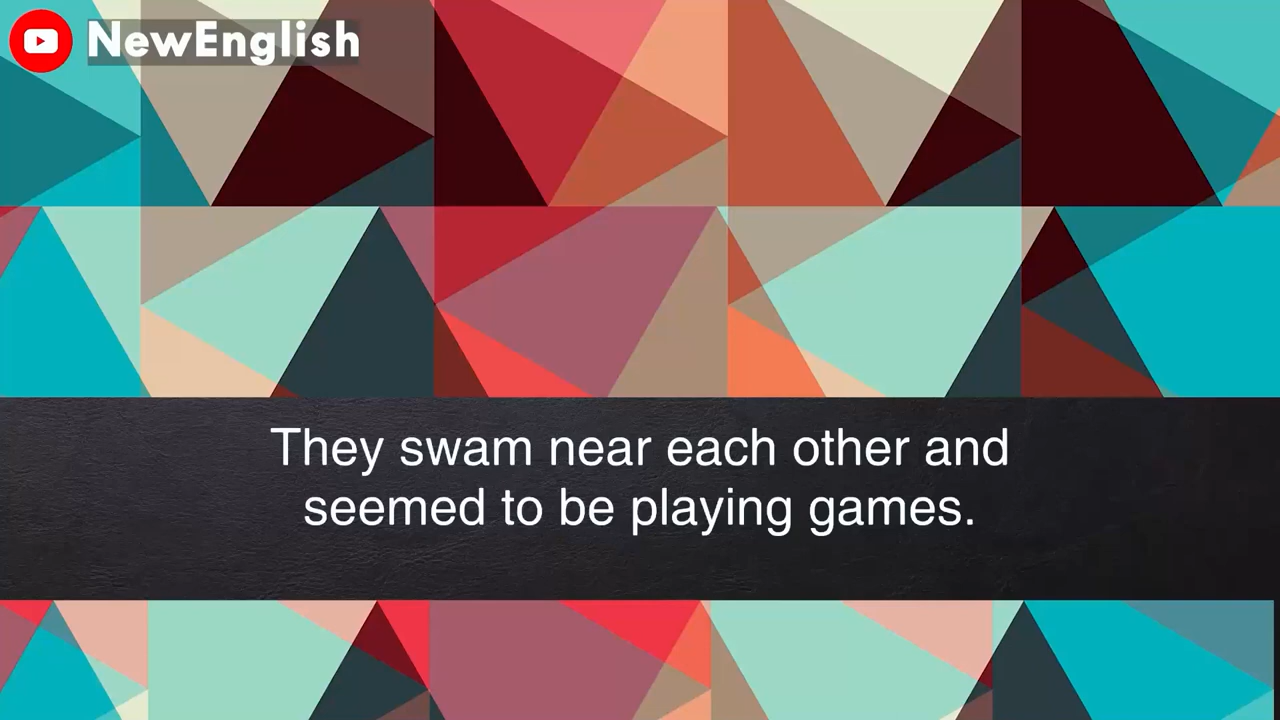 NewEnglish
They swam near each other and
seemed to be playing games.